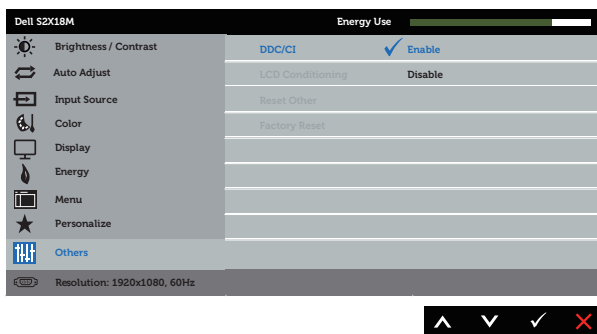 Dell S2X18M Energy Use
Brightness / Contrast DDC/CI Enable
Auto Adjust LCD Conditioning Disable
Input Source Reset Other
Color Factory Reset
Display
Energy
Menu
Personalize
Others
Resolution: 1920x1080, 60Hz